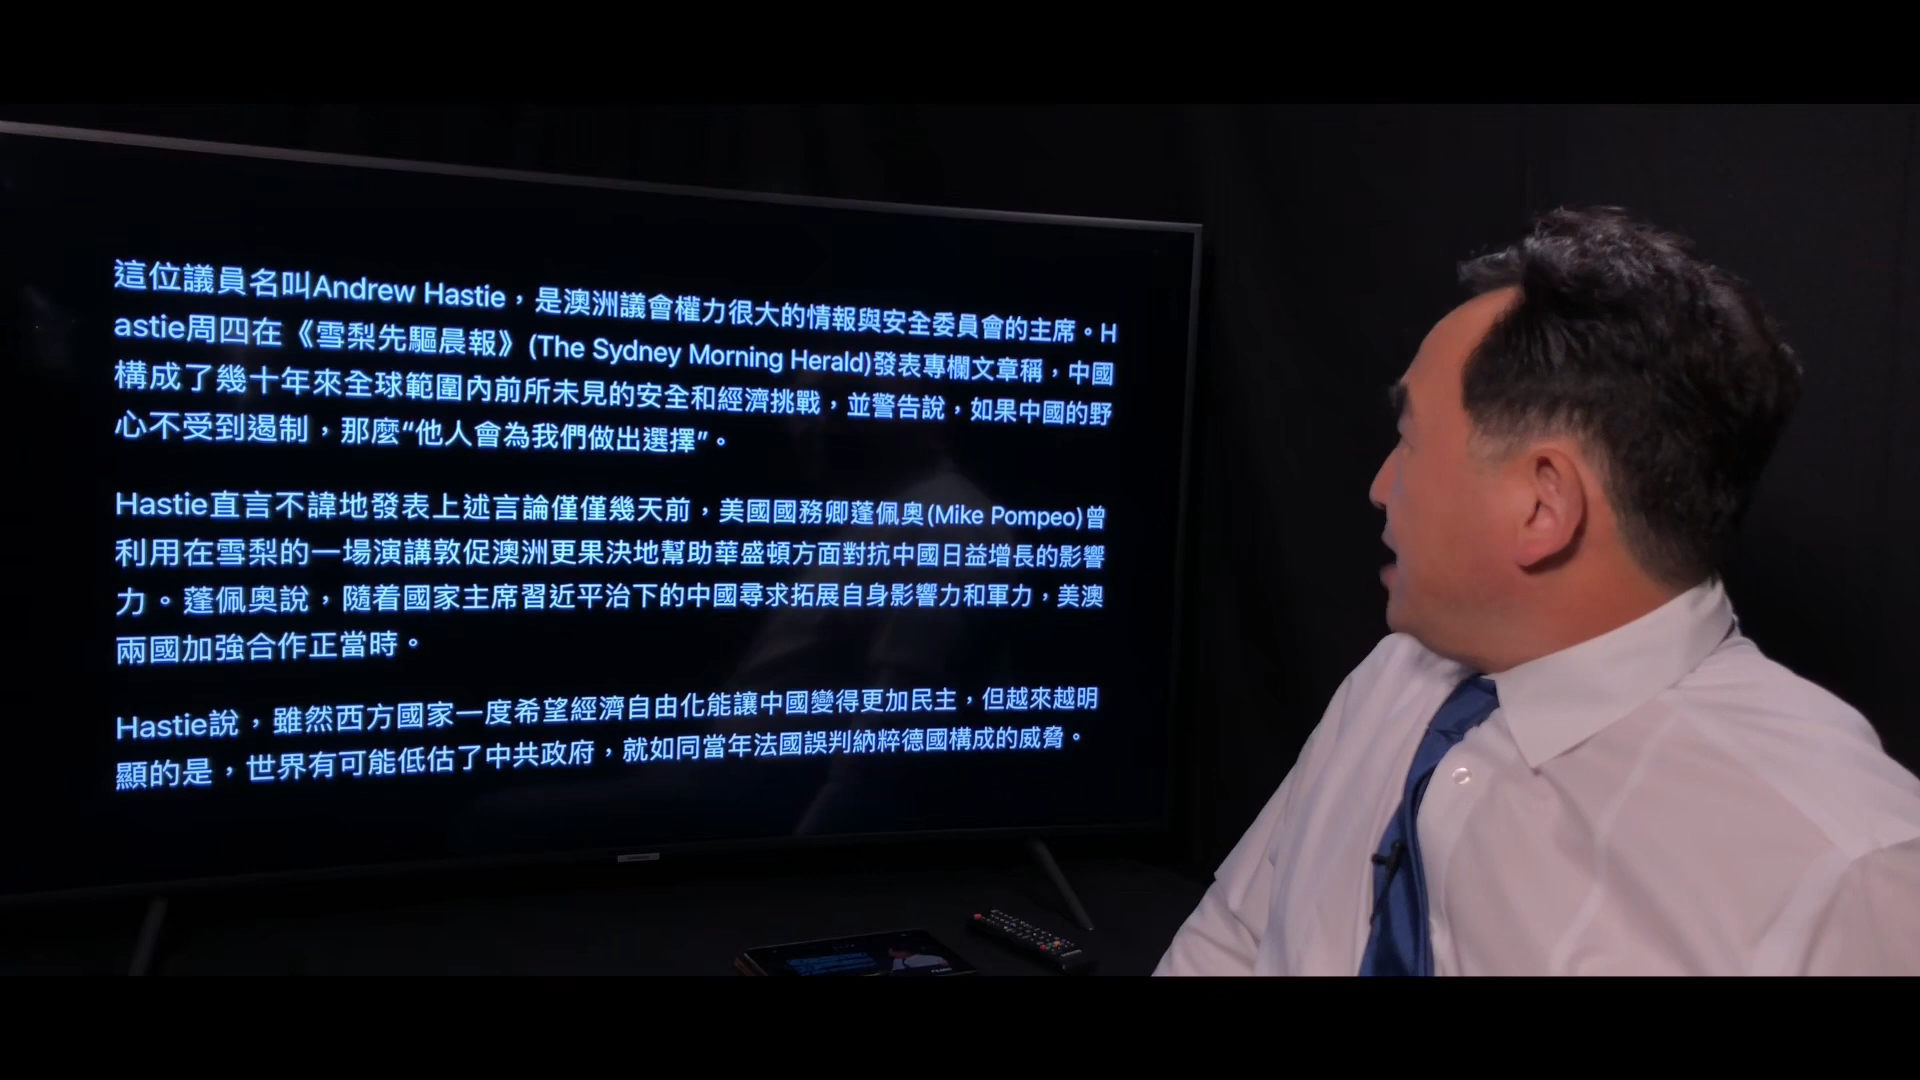 這位議員名叫Andrew Hastie，是澳洲議會權力很大的情報與安全委員會的主席。H
astie周四在《雪梨先驅晨報》(The Sydney Morning Herald)發表專欄文章稱，中國
構成了幾十年來全球範圍內前所未見的安全和經濟挑戰，並警告說，如果中國的野
心不受到遏制，那麼“他人會為我們做出選擇”。
Hastie直言不諱地發表上述言論僅僅幾天前，美國國務卿蓬佩奧(Mike Pompeo)曾
利用在雪梨的一場演講敦促澳洲更果決地幫助華盛頓方面對抗中國日益增長的影響
力。蓬佩奧說，隨着國家主席習近平治下的中國尋求拓展自身影響力和軍力，美澳
兩國加強合作正當時。
Hastie說，雖然西方國家一度希望經濟自由化能讓中國變得更加民主，但越來越明
顯的是，世界有可能低估了中共政府，就如同當年法國誤判納粹德國構成的威脅。